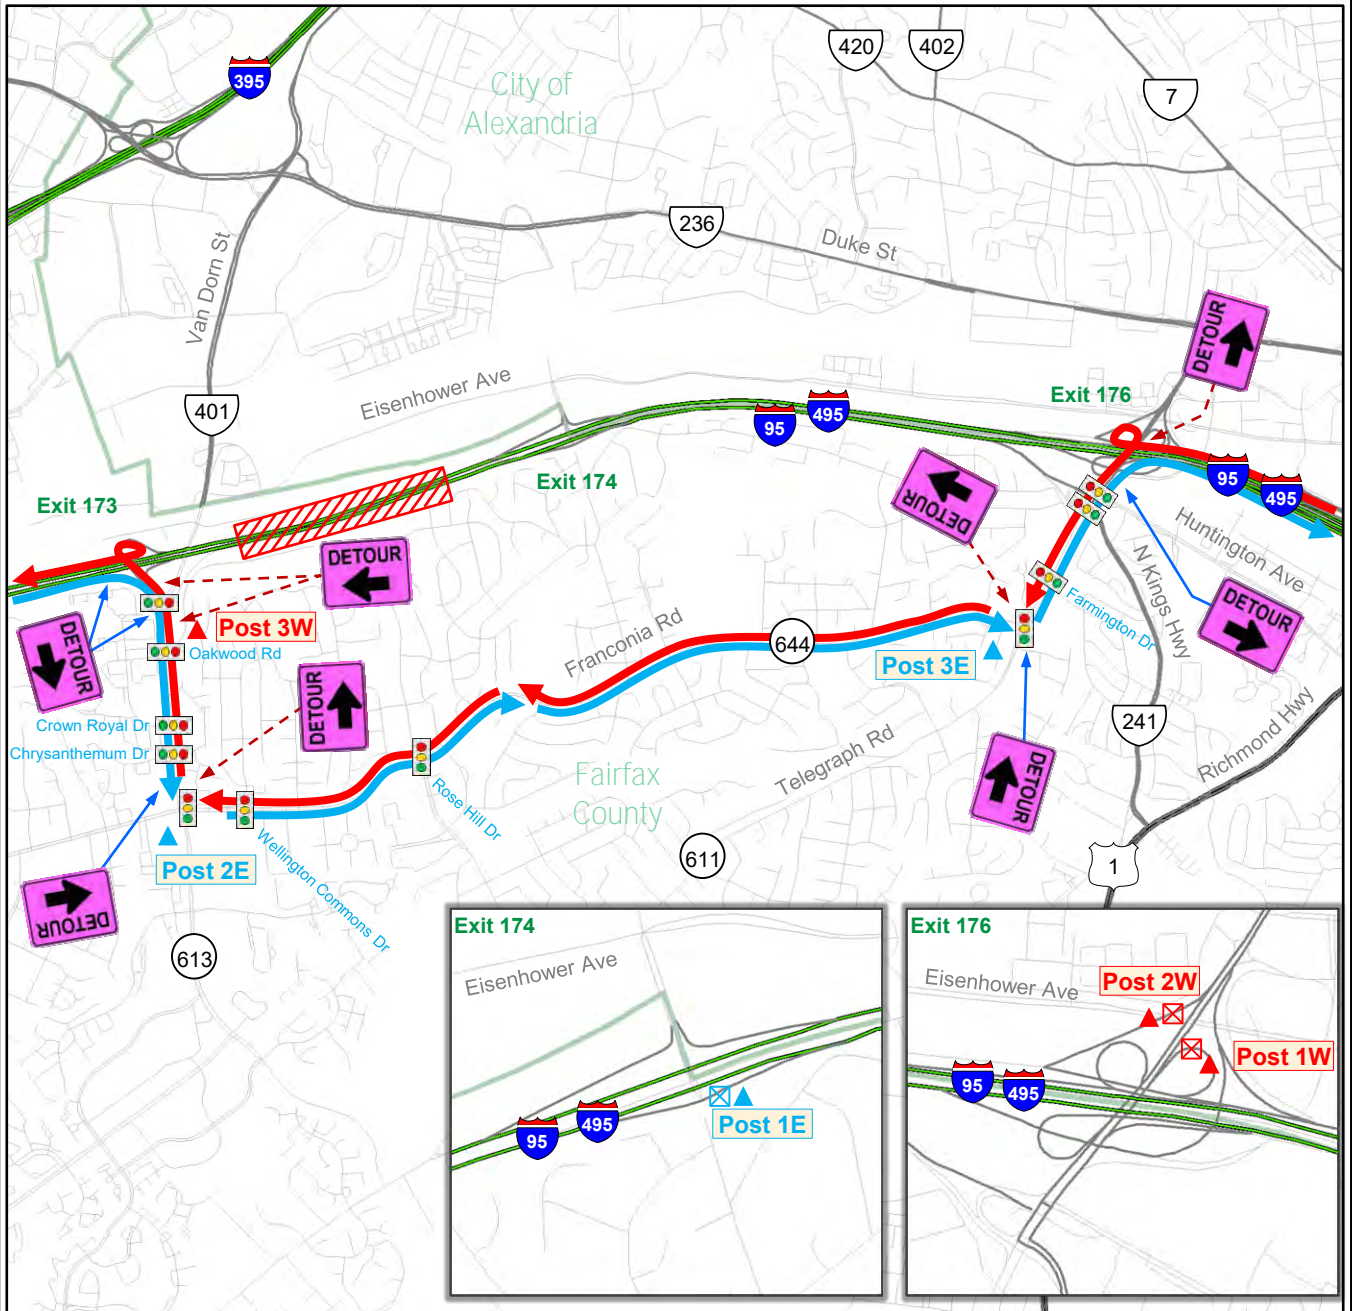 395
City of
Alexandria
420
402
7
236
Duke St
Van Dorn St
DETOUR
401
Eisenhower Ave
Exit 176
95
495
Exit 174
Exit 173
DETOUR
95
495
Huntington Ave
DETOUR
N Kings Hwy
DETOUR
Post 3W
Oakwood Rd
DETOUR
Farmington Dr
Franconia Rd
644
Post 3E
DETOUR
Crown Royal Dr
Chrysanthemum Dr
241
Richmond Hwy
Telegraph Rd
DETOUR
Fairfax
County
Rose Hill Dr
Wellington Commons Dr
611
1
Post 2E
DETOUR
613
Exit 174
Eisenhower Ave
95
495
Post 1E
Exit 176
Eisenhower Ave
Post 2W
Post 1W
95
495